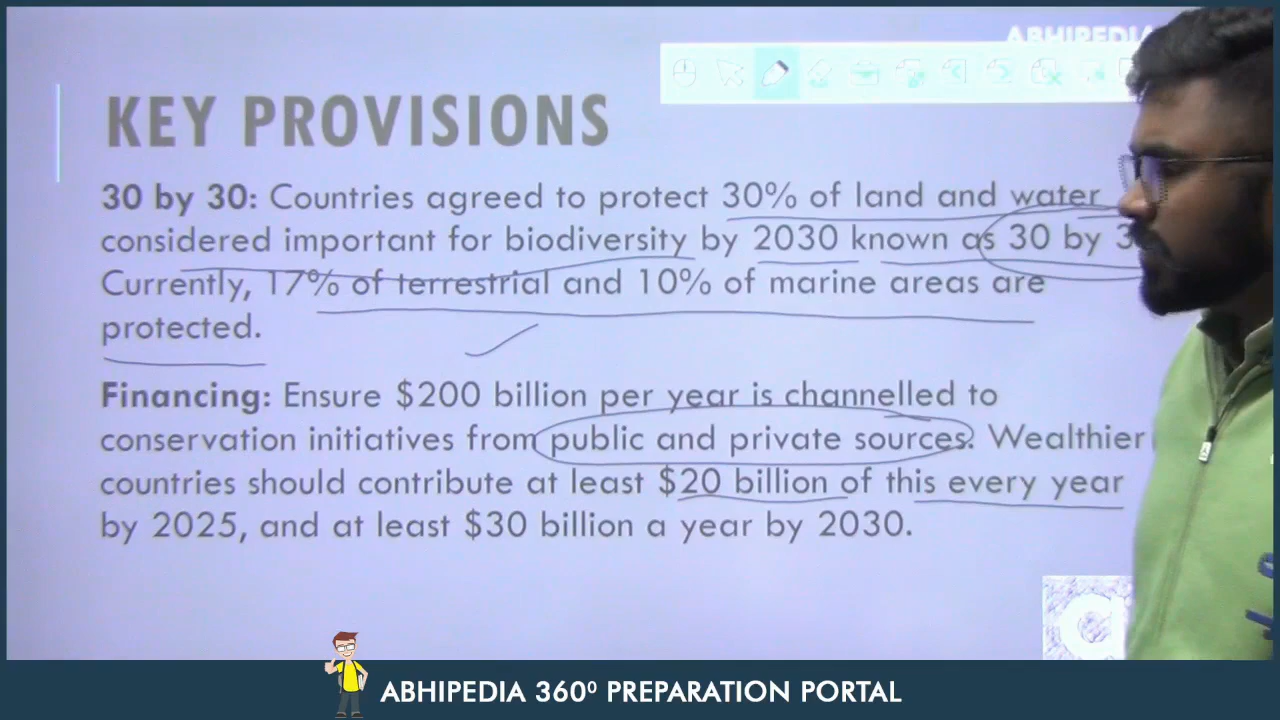 ABHIPEDIA
KEY PROVISIONS
30 by 30: Countries agreed to protect 30% of land and water
considered important for biodiversity by 2030 known as 30 by
Currently, 17% of terrestrial and 10% of marine areas are
protected.
Financing: Ensure $200 billion per year is channelled to
conservation initiatives from public and private sources. Wealthier
countries should contribute at least $20 billion of this every year
by 2025, and at least $30 billion a year by 2030.
ABHIPEDIA 360⁰ PREPARATION PORTAL